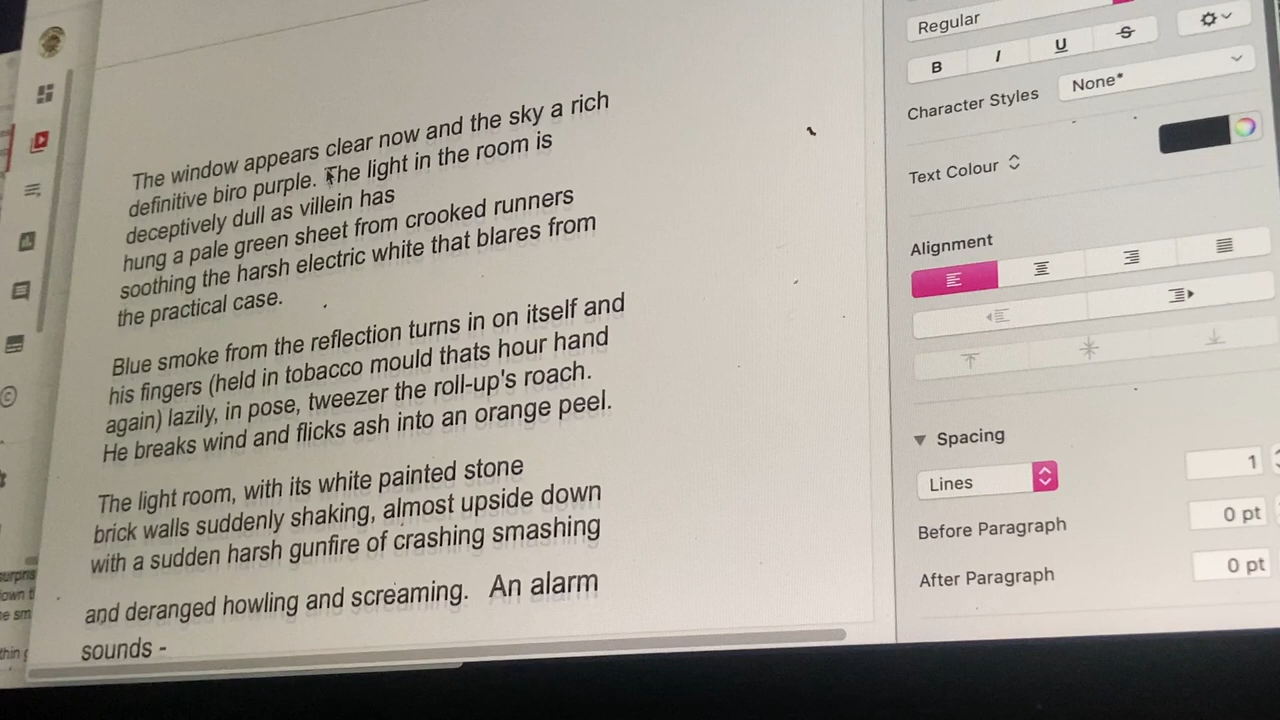 The window appears clear now and the sky a rich
definitive biro purple. The light in the room is
deceptively dull as villein has
hung a pale green sheet from crooked runners
soothing the harsh electric white that blares from
the practical case.
Blue smoke from the reflection turns in on itself and
his fingers (held in tobacco mould thats hour hand
again) lazily, in pose, tweezer the roll-up's roach.
He breaks wind and flicks ash into an orange peel.
The light room, with its white painted stone
brick walls suddenly shaking, almost upside down
with a sudden harsh gunfire of crashing smashing
and deranged howling and screaming. An alarm
sounds -
Regular
B I U S
Character Styles None*
Text Colour
Alignment
Spacing
Lines 1
Before Paragraph 0 pt
After Paragraph 0 pt